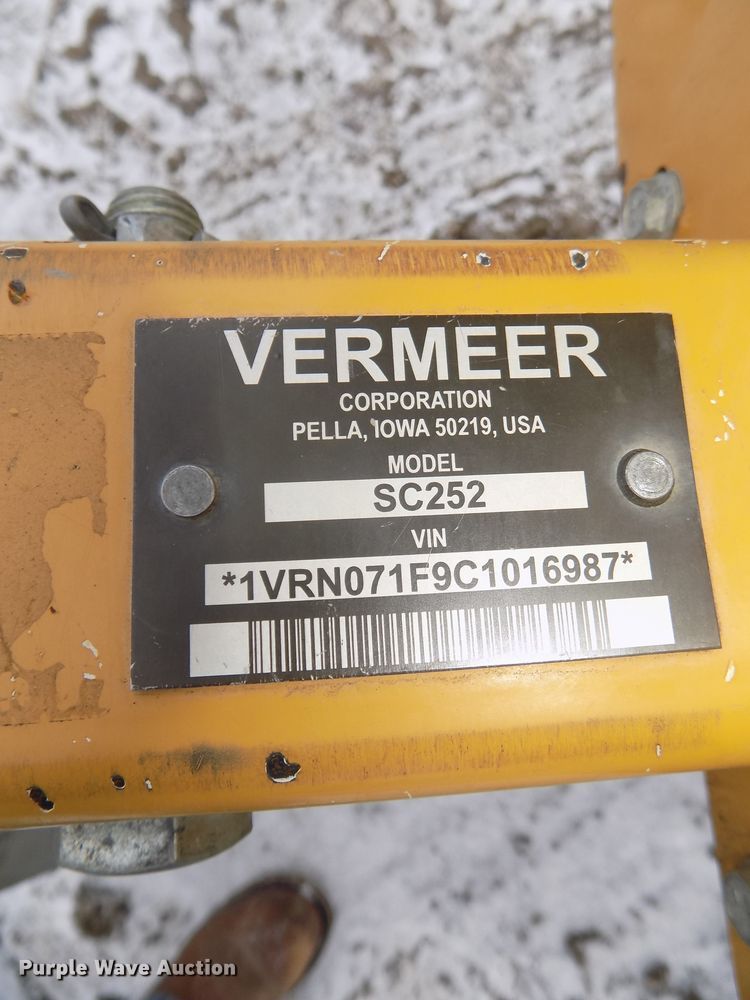 VERMEER
CORPORATION
PELLA, IOWA 50219, USA
MODEL
SC252
VIN
*1VRN071F9C1016987*
Purple Wave Auction